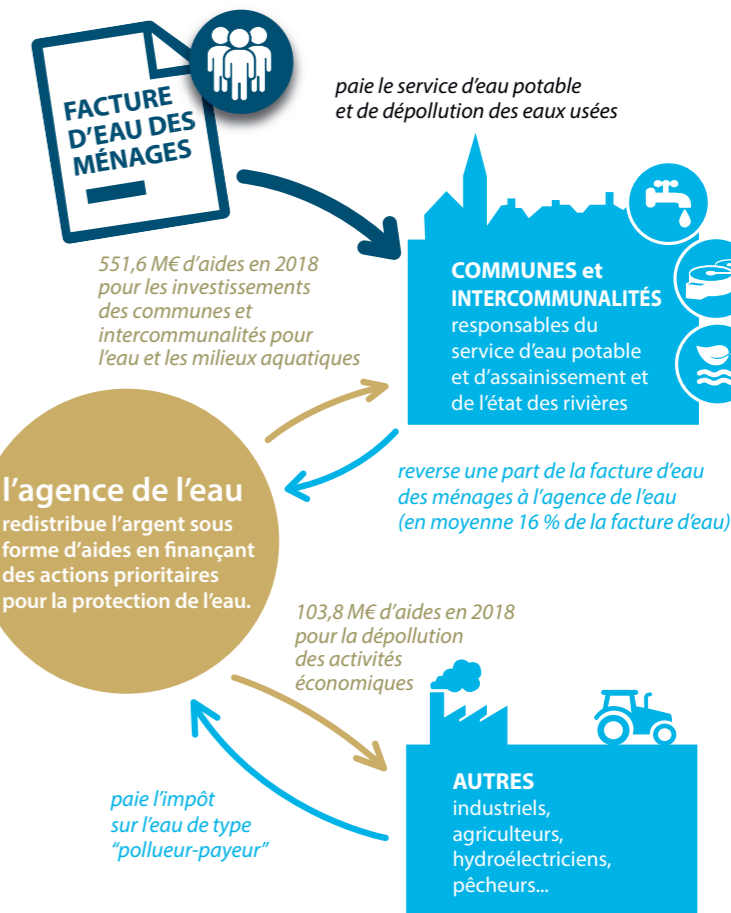 FACTURE
D'EAU DES
MÉNAGES
paie le service d'eau potable
et de dépollution des eaux usées
551,6 M€ d'aides en 2018
pour les investissements
des communes et
intercommunalités pour
l'eau et les milieux aquatiques
COMMUNES et
INTERCOMMUNALITÉS
responsables du
service d'eau potable
et d'assainissement et
de l'état des rivières
l'agence de l'eau
redistribue l'argent sous
forme d'aides en finançant
des actions prioritaires
pour la protection de l'eau.
reverse une part de la facture d'eau
des ménages à l'agence de l'eau
(en moyenne 16 % de la facture d'eau)
103,8 M€ d'aides en 2018
pour la dépollution
des activités
économiques
paie l'impôt
sur l'eau de type
“pollueur-payeur”
AUTRES
industriels,
agriculteurs,
hydroélectriciens,
pêcheurs...